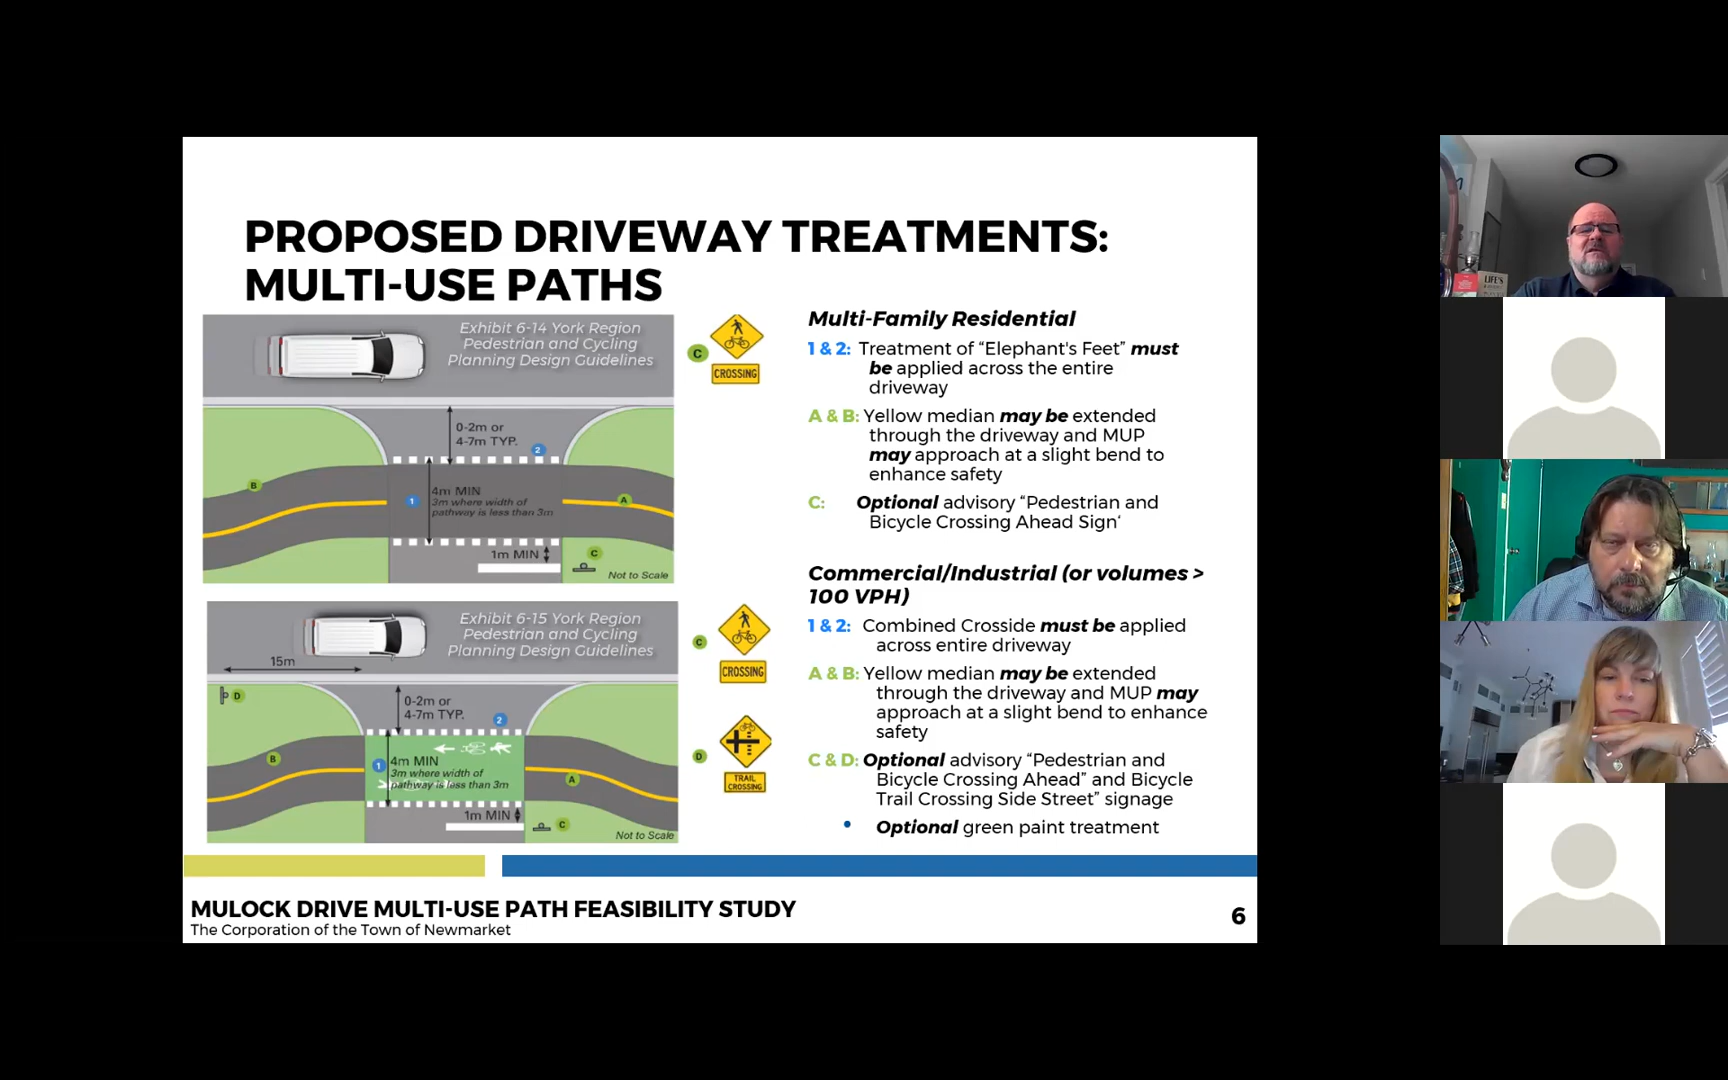 PROPOSED DRIVEWAY TREATMENTS:
MULTI-USE PATHS
Exhibit 6-14 York Region
Pedestrian and Cycling
Planning Design Guidelines
0-2m or
4-7m TYP.
2
B
1
4m MIN
3m where width of
pathway is less than 3m
A
1m MIN
C
Not to Scale
C
CROSSING
Exhibit 6-15 York Region
Pedestrian and Cycling
Planning Design Guidelines
15m
D
0-2m or
4-7m TYP.
2
B
1
4m MIN
3m where width of
pathway is less than 3m
A
1m MIN
C
Not to Scale
C
CROSSING
D
TRAIL
CROSSING
Multi-Family Residential
1 & 2: Treatment of “Elephant's Feet” must
be applied across the entire
driveway
A & B: Yellow median may be extended
through the driveway and MUP
may approach at a slight bend to
enhance safety
C: Optional advisory “Pedestrian and
Bicycle Crossing Ahead Sign‘
Commercial/Industrial (or volumes >
100 VPH)
1 & 2: Combined Crosside must be applied
across entire driveway
A & B: Yellow median may be extended
through the driveway and MUP may
approach at a slight bend to enhance
safety
C & D: Optional advisory “Pedestrian and
Bicycle Crossing Ahead” and Bicycle
Trail Crossing Side Street” signage
• Optional green paint treatment
MULOCK DRIVE MULTI-USE PATH FEASIBILITY STUDY
The Corporation of the Town of Newmarket
6
LIFE'S